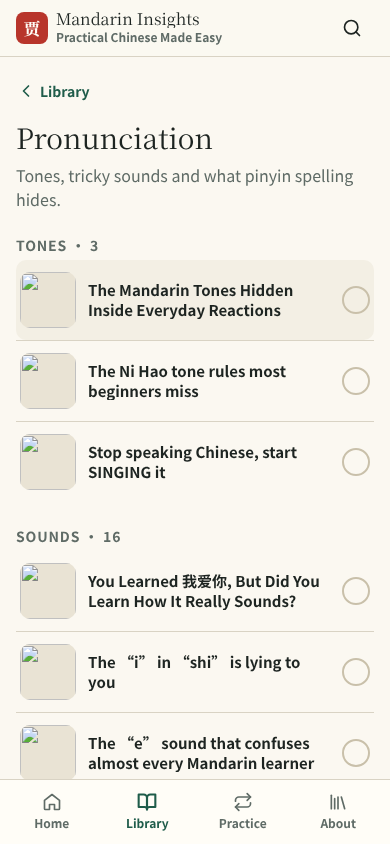 贾
Mandarin Insights
Practical Chinese Made Easy
Library
Pronunciation
Tones, tricky sounds and what pinyin spelling
hides.
TONES • 3
The Mandarin Tones Hidden
Inside Everyday Reactions
The Ni Hao tone rules most
beginners miss
Stop speaking Chinese, start
SINGING it
SOUNDS • 16
You Learned 我爱你, But Did You
Learn How It Really Sounds?
The “i” in “shi” is lying to
you
The “e” sound that confuses
almost every Mandarin learner
Home
Library
Practice
About